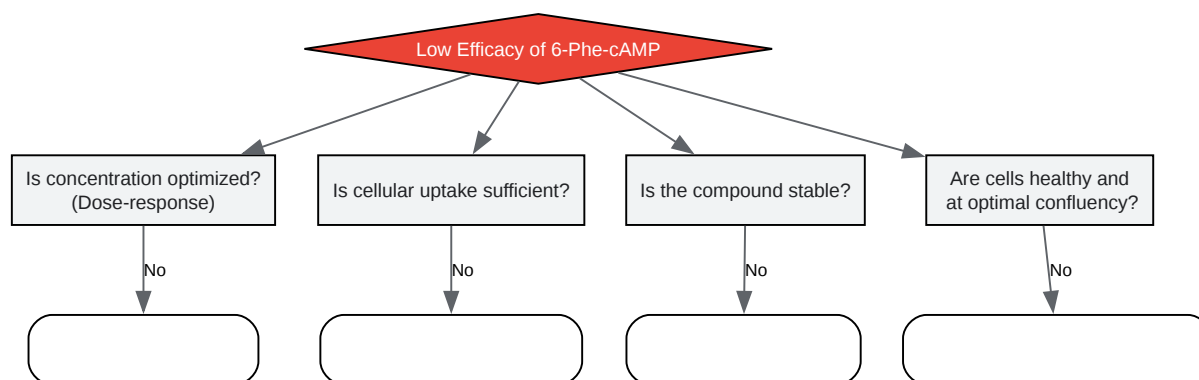 Low Efficacy of 6-Phe-cAMP
Is concentration optimized?
(Dose-response)
Is cellular uptake sufficient?
Is the compound stable?
Are cells healthy and
at optimal confluency?
No
No
No
No